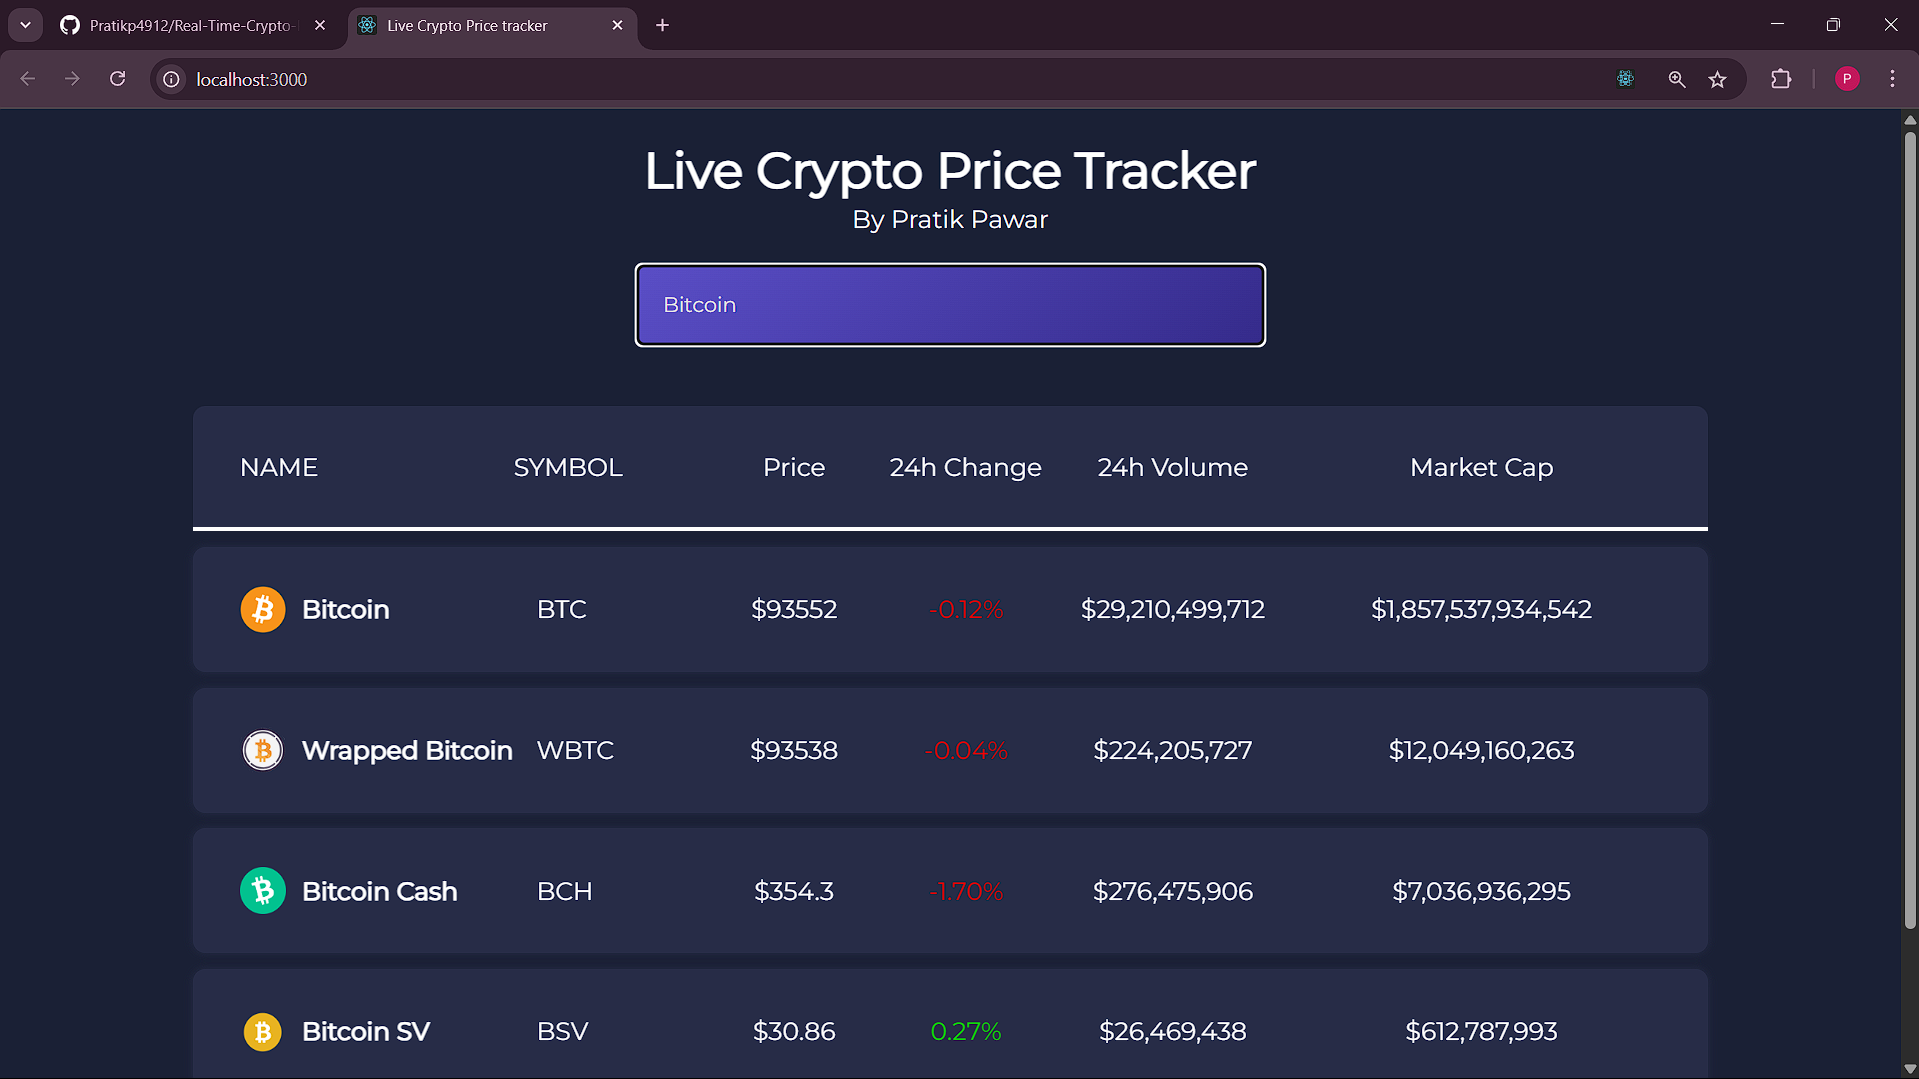 Pratikp4912/Real-Time-Crypto-
Live Crypto Price tracker
localhost:3000
P
Live Crypto Price Tracker
By Pratik Pawar
Bitcoin
NAME SYMBOL Price 24h Change 24h Volume Market Cap
Bitcoin BTC $93552 -0.12% $29,210,499,712 $1,857,537,934,542
Wrapped Bitcoin WBTC $93538 -0.04% $224,205,727 $12,049,160,263
Bitcoin Cash BCH $354.3 -1.70% $276,475,906 $7,036,936,295
Bitcoin SV BSV $30.86 0.27% $26,469,438 $612,787,993